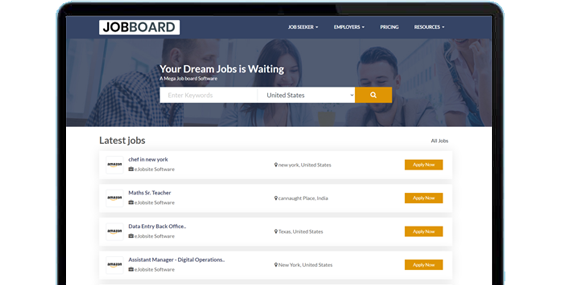 JOBBOARD
JOB SEEKER
EMPLOYERS
PRICING
RESOURCES
Your Dream Jobs is Waiting
A Mega Job board Software
Enter Keywords
United States
Latest jobs
All Jobs
amazon
chef in new york
eJobsite Software
new york, United States
Apply Now
amazon
Maths Sr. Teacher
eJobsite Software
cannaught Place, India
Apply Now
amazon
Data Entry Back Office..
eJobsite Software
Texas, United States
Apply Now
amazon
Assistant Manager - Digital Operations..
eJobsite Software
New York, United States
Apply Now